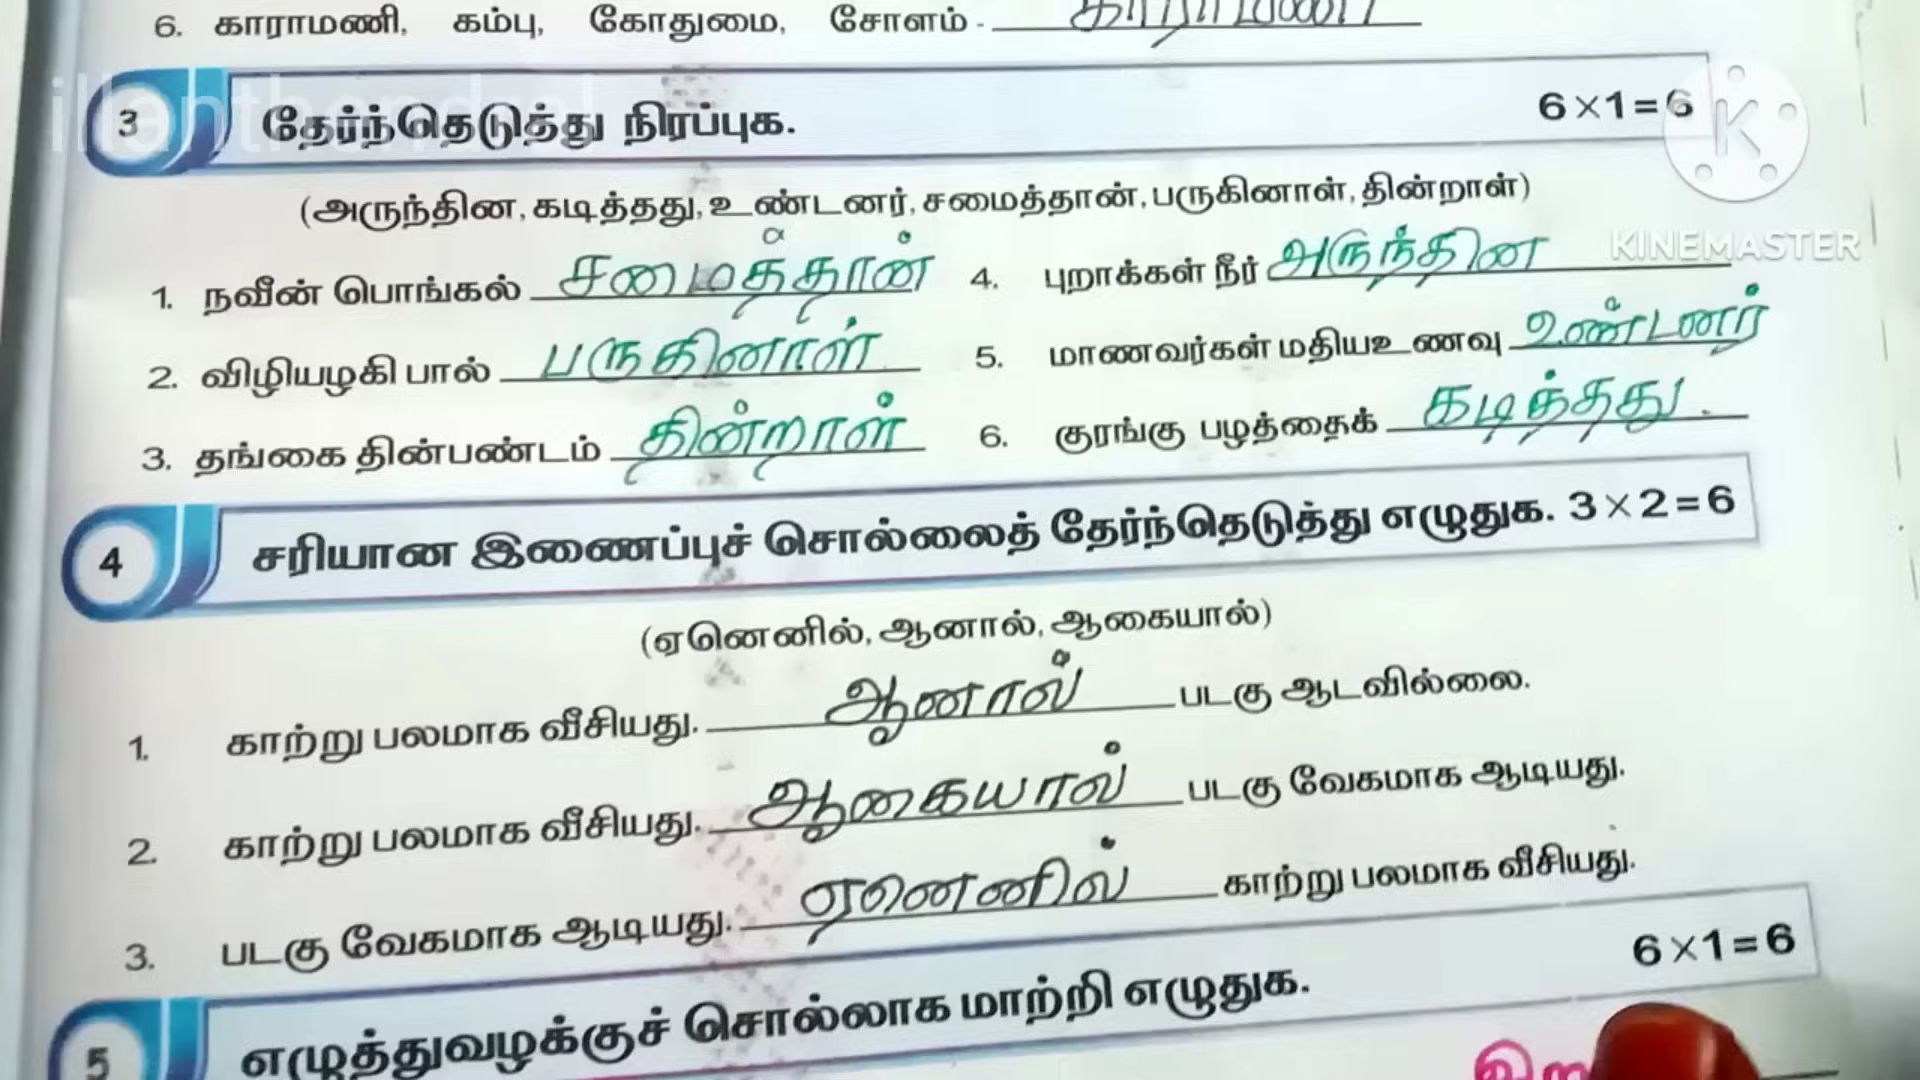 6. காராமணி, கம்பு, கோதுமை, சோளம் - காராமணி
illanthendral
3 தேர்ந்தெடுத்து நிரப்புக. 6×1=6
KINEMASTER
(அருந்தின, கடித்தது, உண்டனர், சமைத்தான், பருகினாள், தின்றாள்)
1. நவீன் பொங்கல் சமைத்தான் 4. புறாக்கள் நீர் அருந்தின
2. விழியழகி பால் பருகினாள் 5. மாணவர்கள் மதியஉணவு உண்டனர்
3. தங்கை தின்பண்டம் தின்றாள் 6. குரங்கு பழத்தைக் கடித்தது.
4 சரியான இணைப்புச் சொல்லைத் தேர்ந்தெடுத்து எழுதுக. 3×2=6
(ஏனெனில், ஆனால், ஆகையால்)
1. காற்று பலமாக வீசியது. ஆனால் படகு ஆடவில்லை.
2. காற்று பலமாக வீசியது. ஆகையால் படகு வேகமாக ஆடியது.
3. படகு வேகமாக ஆடியது. ஏனெனில் காற்று பலமாக வீசியது.
5 எழுத்துவழக்குச் சொல்லாக மாற்றி எழுதுக. 6×1=6